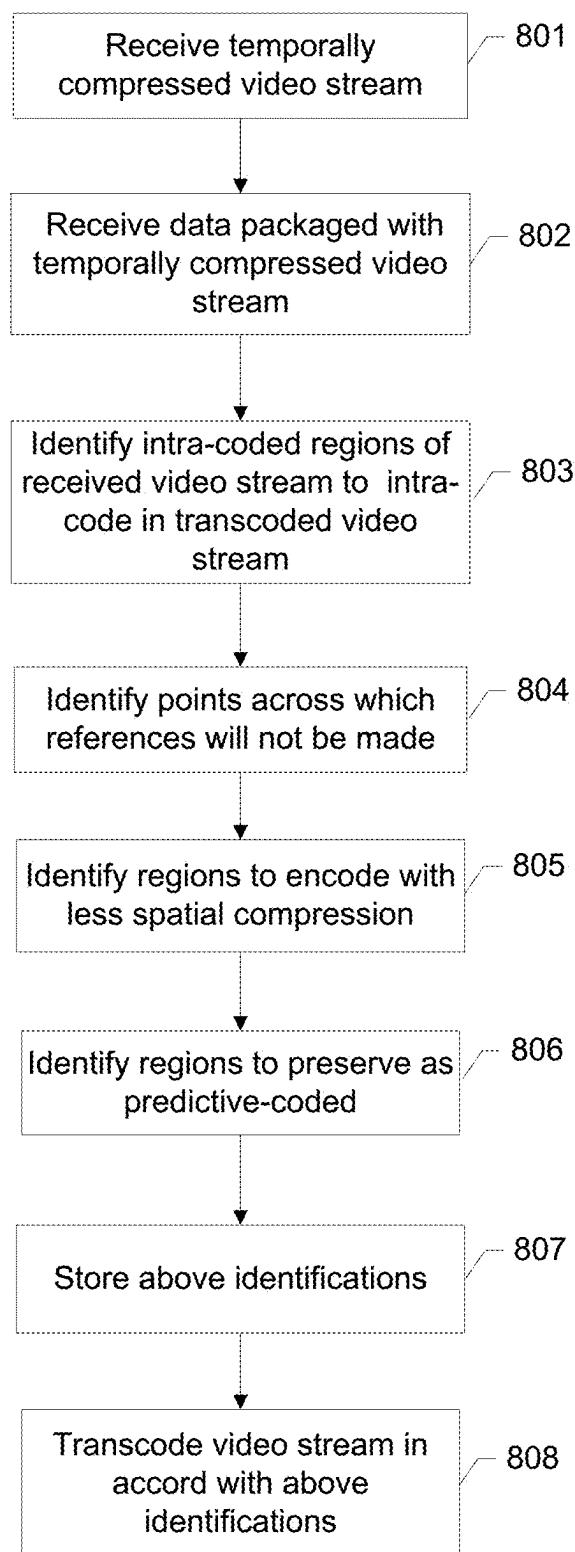 Receive temporally
compressed video stream
801
Receive data packaged with
temporally compressed video
stream
802
Identify intra-coded regions of
received video stream to intra-
code in transcoded video
stream
803
Identify points across which
references will not be made
804
Identify regions to encode with
less spatial compression
805
Identify regions to preserve as
predictive-coded
806
Store above identifications
807
Transcode video stream in
accord with above
identifications
808